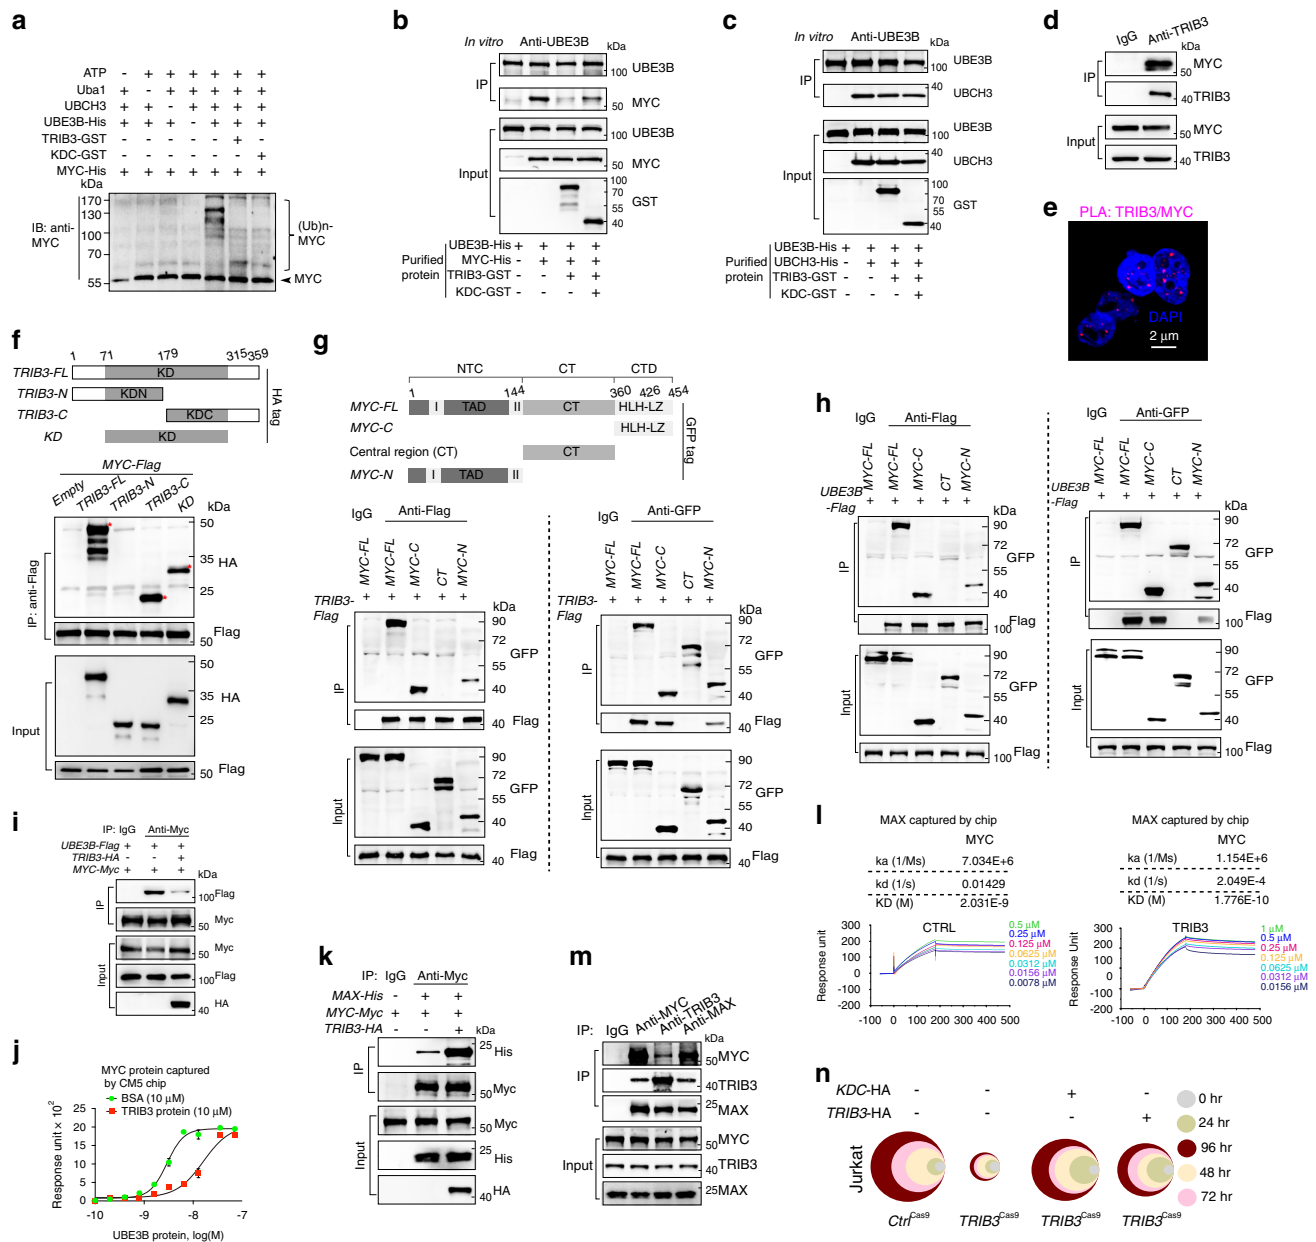 a
ATP - + + + + + +
Uba1 + - + + + + +
UBCH3 + + - + + + +
UBE3B-His + + + - + + +
TRIB3-GST - - - - - + -
KDC-GST - - - - - - +
MYC-His + + + + + + +
kDa
170
130
100
70
55
IB: anti-MYC
(Ub)n-MYC
MYC
b
In vitro Anti-UBE3B
kDa
IP
UBE3B
100
MYC
50
Input
UBE3B
100
MYC
50
GST
100
70
55
40
Purified protein
UBE3B-His + + + +
MYC-His - + + +
TRIB3-GST - - + -
KDC-GST - - - +
c
In vitro Anti-UBE3B
kDa
IP
UBE3B
100
40
UBCH3
Input
UBE3B
100
40
UBCH3
GST
100
70
55
40
Purified protein
UBE3B-His + + + +
UBCH3-His - + + +
TRIB3-GST - - + +
KDC-GST - - - +
d
IgG Anti-TRIB3
IP
MYC
50
40 TRIB3
Input
MYC
50
40 TRIB3
e
PLA: TRIB3/MYC
DAPI
2 µm
f
1 71 179 315 359
TRIB3-FL KD
TRIB3-N KDN
TRIB3-C KDC
KD KD
HA tag
MYC-Flag
Empty TRIB3-FL TRIB3-N TRIB3-C KD
kDa
IP: anti-Flag
50
35
HA
25
Flag
50
Input
50
35
HA
25
50 Flag
g
NTC CT CTD
1 144 360 426 454
MYC-FL I TAD II CT HLH-LZ
MYC-C HLH-LZ
Central region (CT) CT
MYC-N I TAD II
GFP tag
IgG Anti-Flag
MYC-FL MYC-FL MYC-C CT MYC-N
TRIB3-Flag + + + + +
kDa
IP
90
72
GFP
55
40
40 Flag
Input
90
72
GFP
55
40
40 Flag
IgG Anti-GFP
MYC-FL MYC-FL MYC-C CT MYC-N
TRIB3-Flag + + + + +
kDa
IP
90
72
GFP
55
40
40 Flag
Input
90
72
GFP
55
40
40 Flag
h
IgG Anti-Flag
MYC-FL MYC-FL MYC-C CT MYC-N
UBE3B-Flag + + + + +
kDa
IP
90
72
GFP
55
40
100 Flag
Input
90
72
GFP
55
40
100 Flag
IgG Anti-GFP
MYC-FL MYC-FL MYC-C CT MYC-N
UBE3B-Flag + + + + +
kDa
IP
90
72
GFP
55
40
100 Flag
Input
90
72
GFP
55
40
100 Flag
i
IP: IgG Anti-Myc
UBE3B-Flag + + +
TRIB3-HA - - +
MYC-Myc + + +
kDa
IP
100 Flag
50 Myc
Input
50 Myc
100 Flag
HA
40
j
MYC protein captured
by CM5 chip
BSA (10 µM)
TRIB3 protein (10 µM)
Response unit × 10²
25
20
15
10
5
0
-10 -9 -8 -7
UBE3B protein, log(M)
k
IP: IgG Anti-Myc
MAX-His - + +
MYC-Myc - + +
TRIB3-HA - - +
kDa
IP
25
His
50 Myc
Input
50 Myc
25
His
HA
40
l
MAX captured by chip
MYC
ka (1/Ms) 7.034E+6
kd (1/s) 0.01429
KD (M) 2.031E-9
CTRL
Response unit
300
200
100
0
-100
-200
-100 0 100 200 300 400 500
0.5 µM
0.25 µM
0.125 µM
0.0625 µM
0.0312 µM
0.0156 µM
0.0078 µM
MAX captured by chip
MYC
ka (1/Ms) 1.154E+6
kd (1/s) 2.049E-4
KD (M) 1.776E-10
TRIB3
Response Unit
300
200
100
0
-100
-200
-100 0 100 200 300 400 500
1 µM
0.5 µM
0.25 µM
0.125 µM
0.0625 µM
0.0312 µM
0.0156 µM
m
IP: IgG Anti-MYC Anti-TRIB3 Anti-MAX
kDa
IP
50 MYC
40 TRIB3
25
MAX
Input
50 MYC
40 TRIB3
25 MAX
n
KDC-HA - - + -
TRIB3-HA - - - +
Jurkat
Ctrl Cas9 TRIB3 Cas9 TRIB3 Cas9 TRIB3 Cas9
0 hr
24 hr
96 hr
48 hr
72 hr